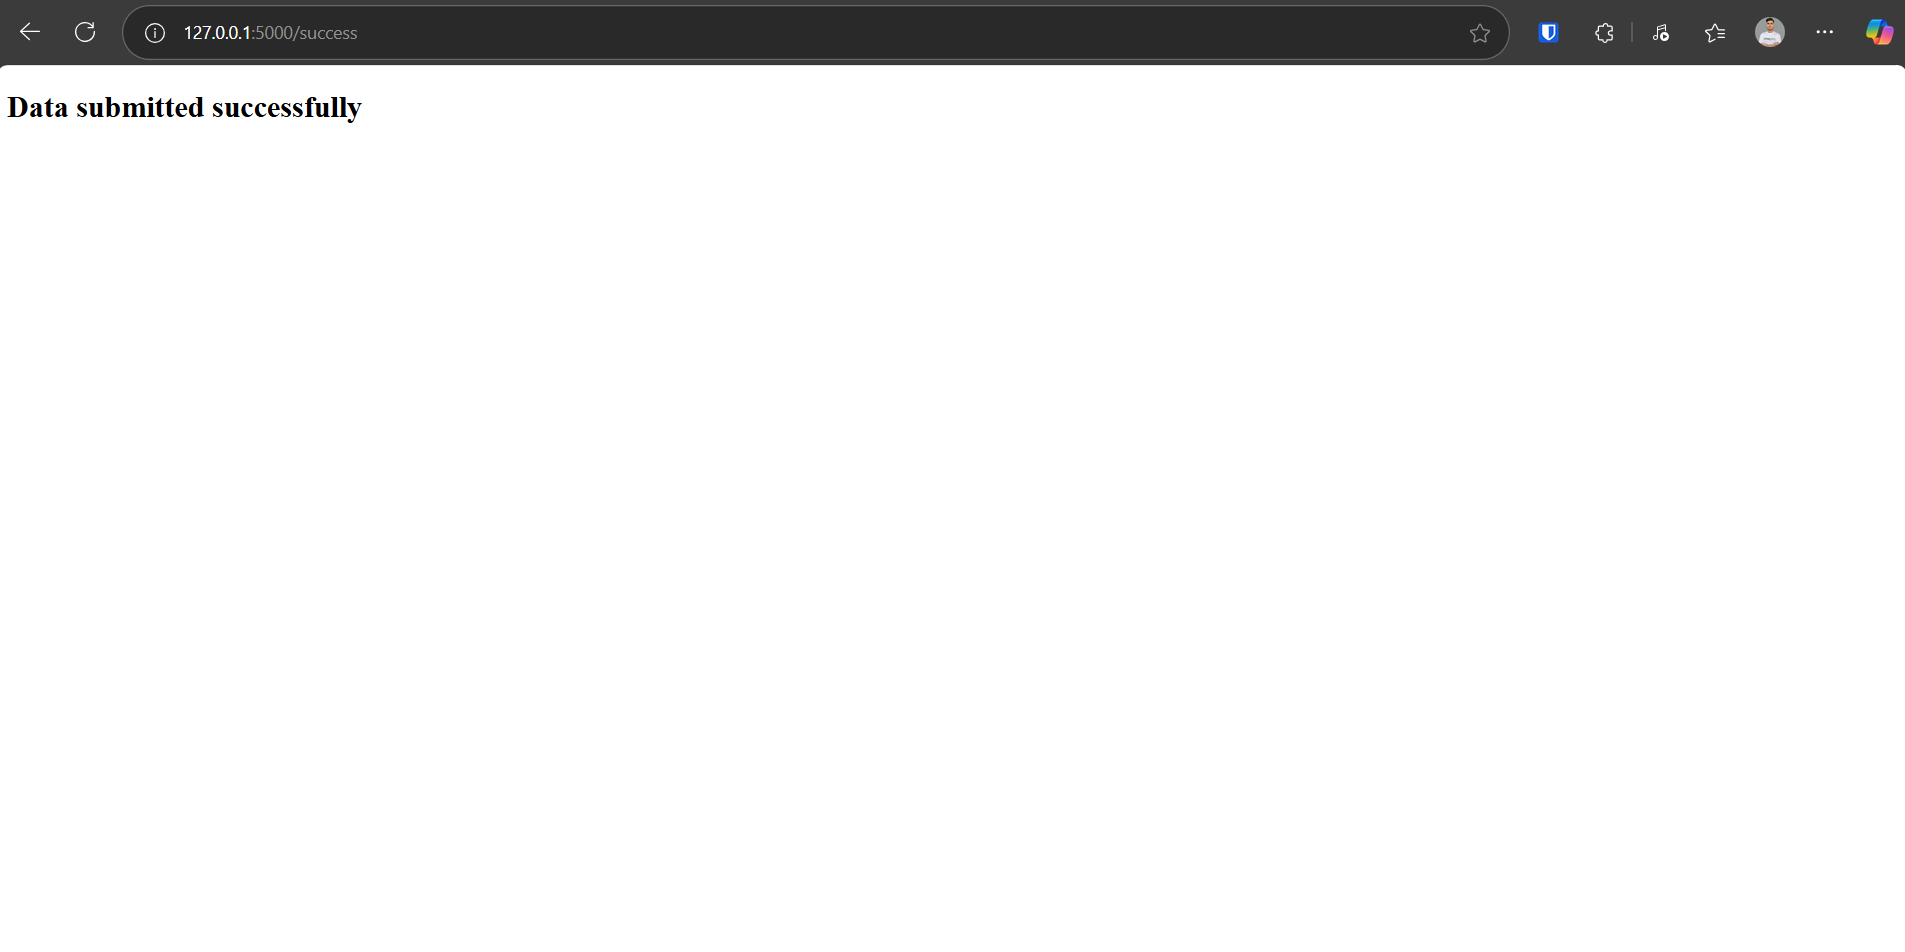 127.0.0.1:5000/success
Data submitted successfully